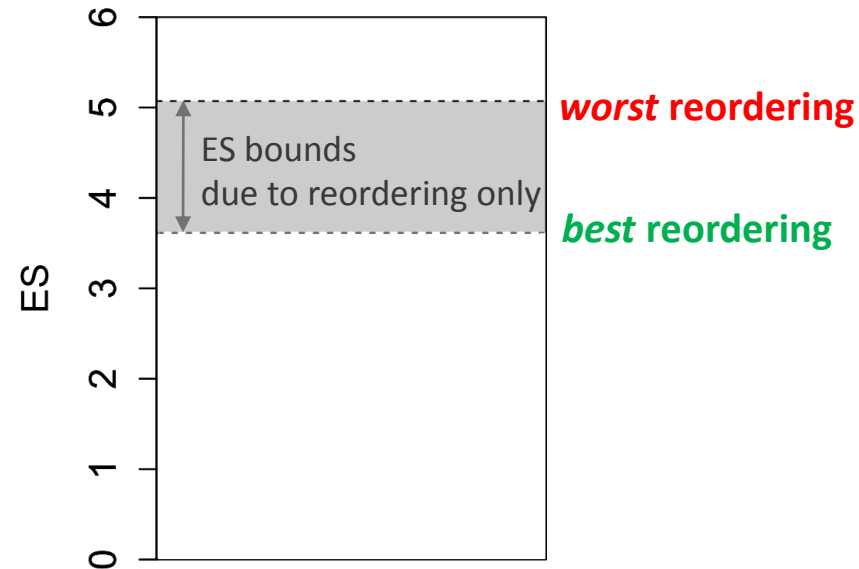 6
5
4
3
2
1
0
ES
ES bounds
due to reordering only
worst reordering
best reordering